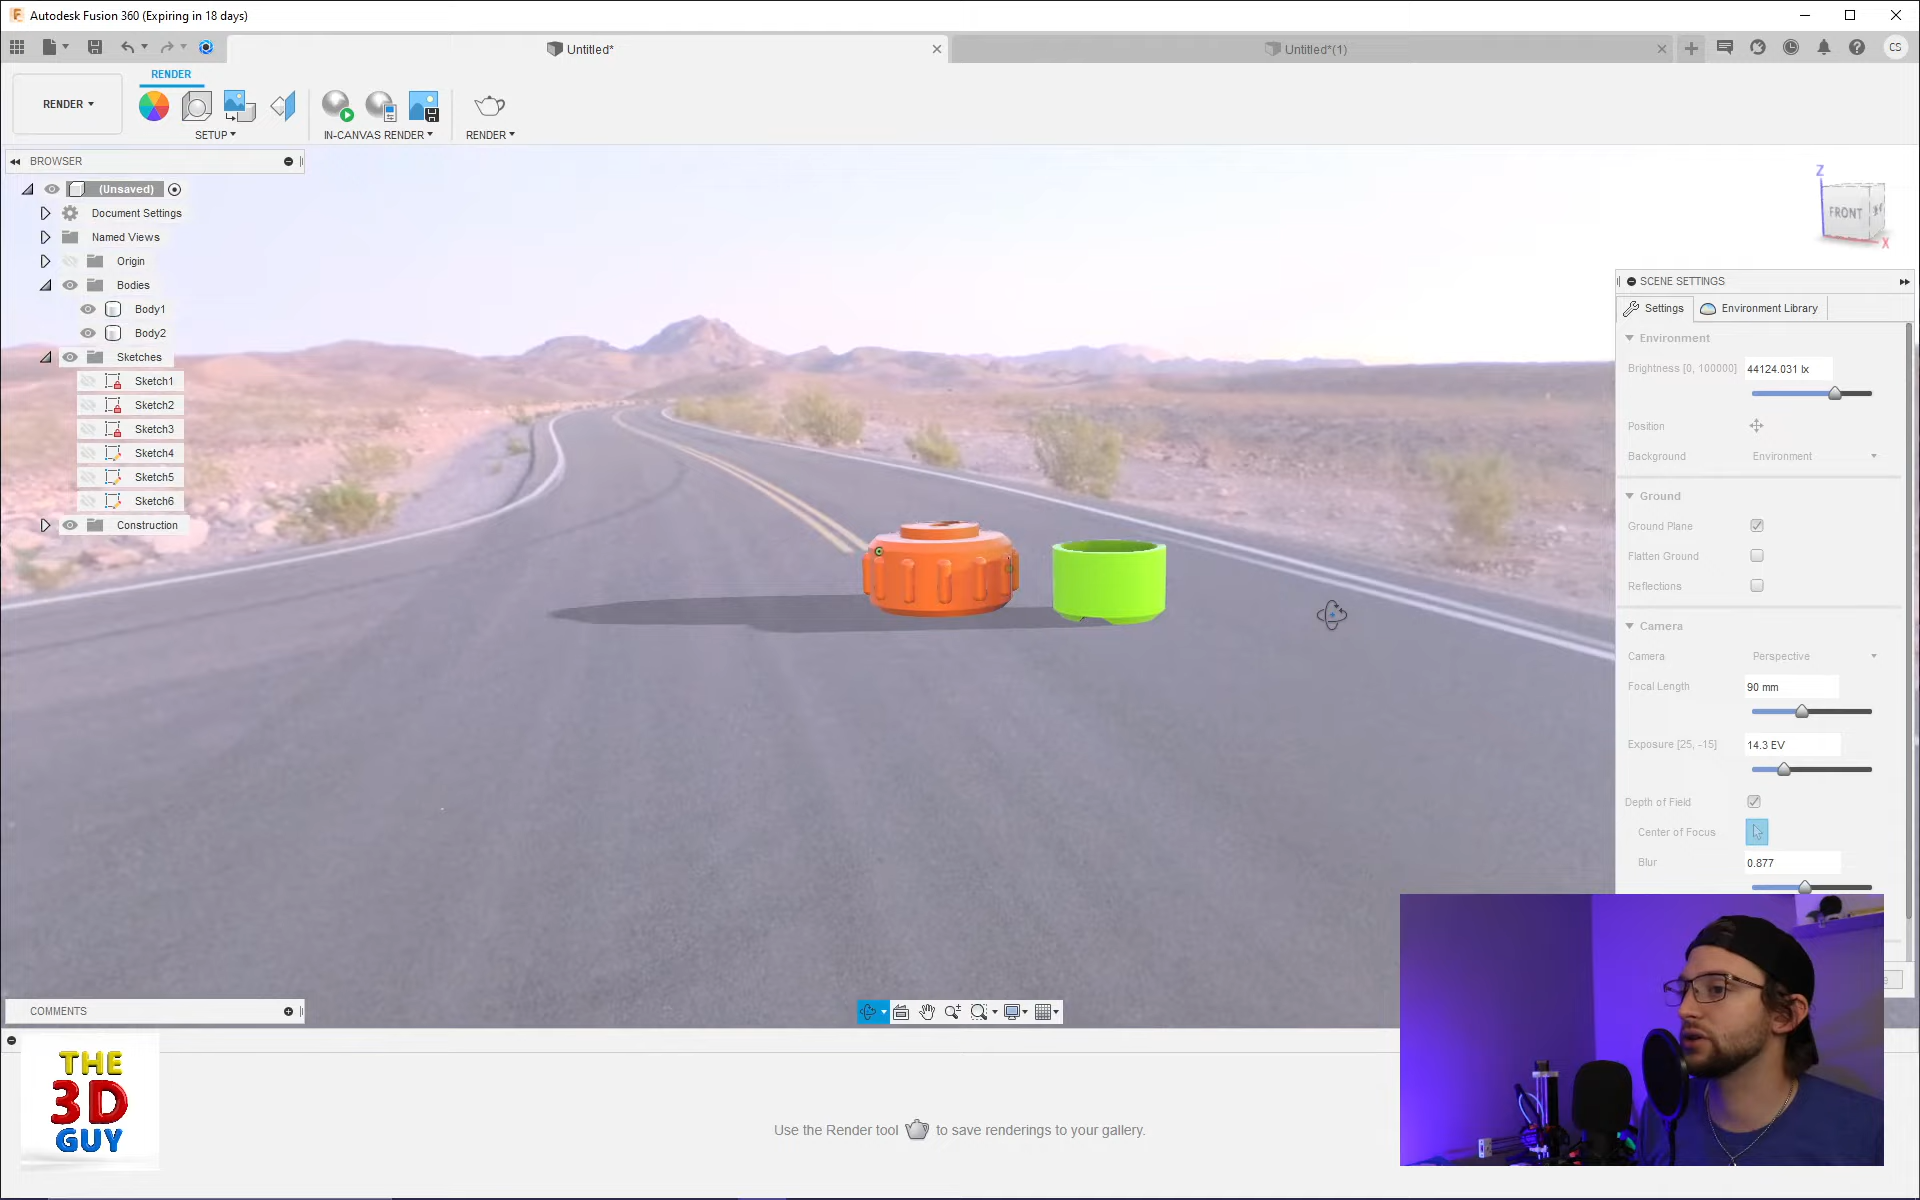 Autodesk Fusion 360 (Expiring in 18 days)
Untitled*
Untitled*(1)
CS
RENDER
RENDER
SETUP
IN-CANVAS RENDER
RENDER
BROWSER
(Unsaved)
Document Settings
Named Views
Origin
Bodies
Body1
Body2
Sketches
Sketch1
Sketch2
Sketch3
Sketch4
Sketch5
Sketch6
Construction
Z
FRONT
X
SCENE SETTINGS
Settings
Environment Library
Environment
Brightness [0, 100000] 44124.031 lx
Position
Background Environment
Ground
Ground Plane
Flatten Ground
Reflections
Camera
Camera Perspective
Focal Length 90 mm
Exposure [25, -15] 14.3 EV
Depth of Field
Center of Focus
Blur 0.877
COMMENTS
THE
3D
GUY
Use the Render tool to save renderings to your gallery.